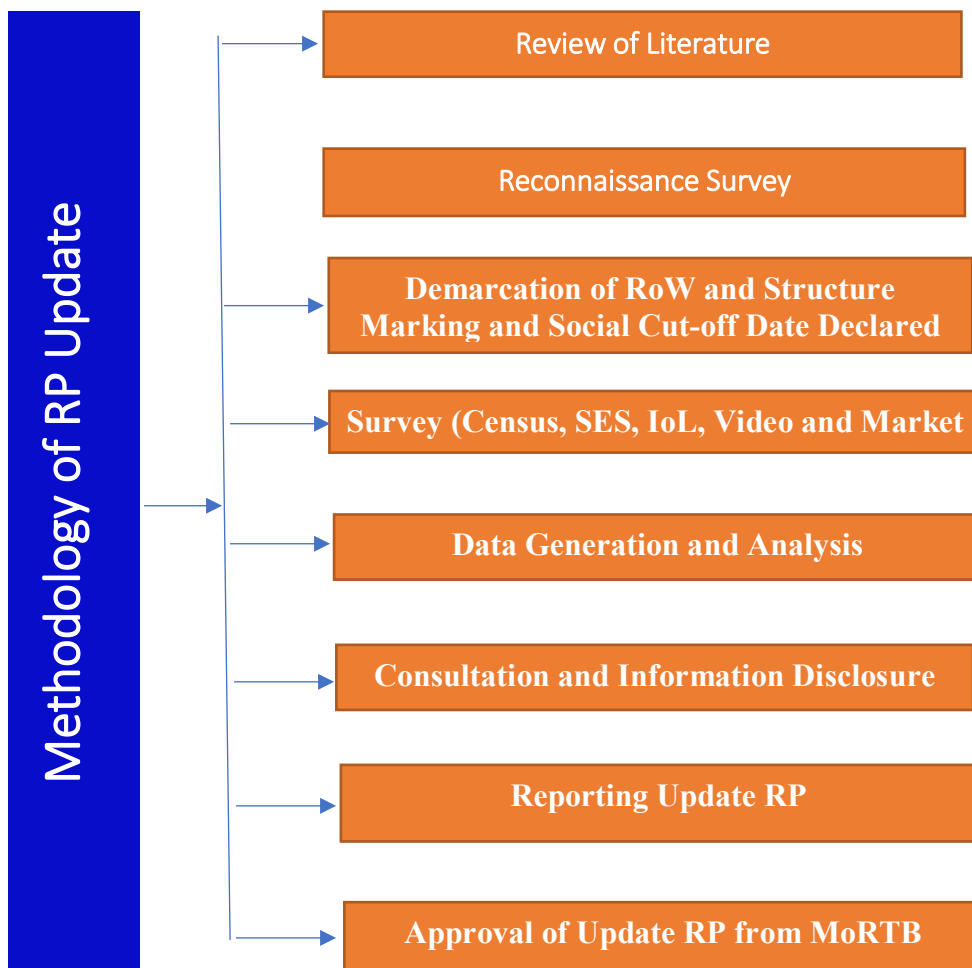 Methodology of RP Update
Review of Literature
Reconnaissance Survey
Demarcation of RoW and Structure
Marking and Social Cut-off Date Declared
Survey (Census, SES, IoL, Video and Market
Data Generation and Analysis
Consultation and Information Disclosure
Reporting Update RP
Approval of Update RP from MoRTB